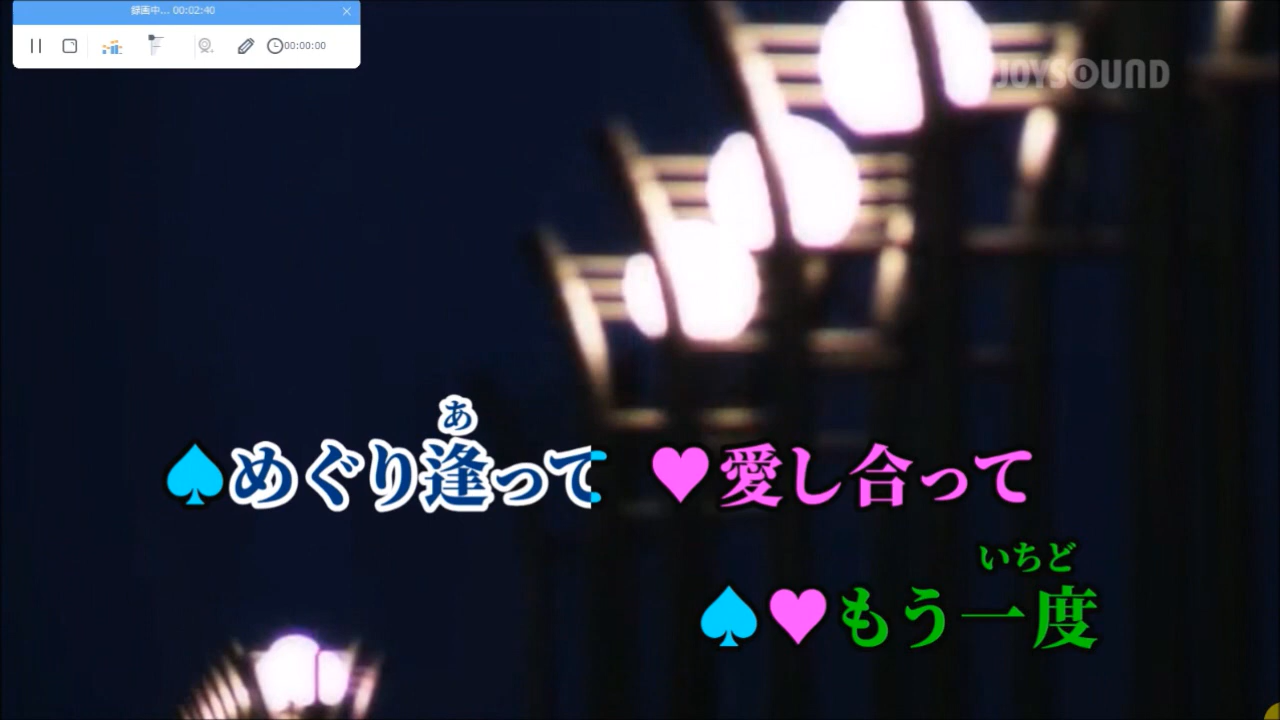 録画中... 00:02:40
00:00:00
JOYSOUND
あ
♠めぐり逢って ♥愛し合って
いちど
♠♥もう一度